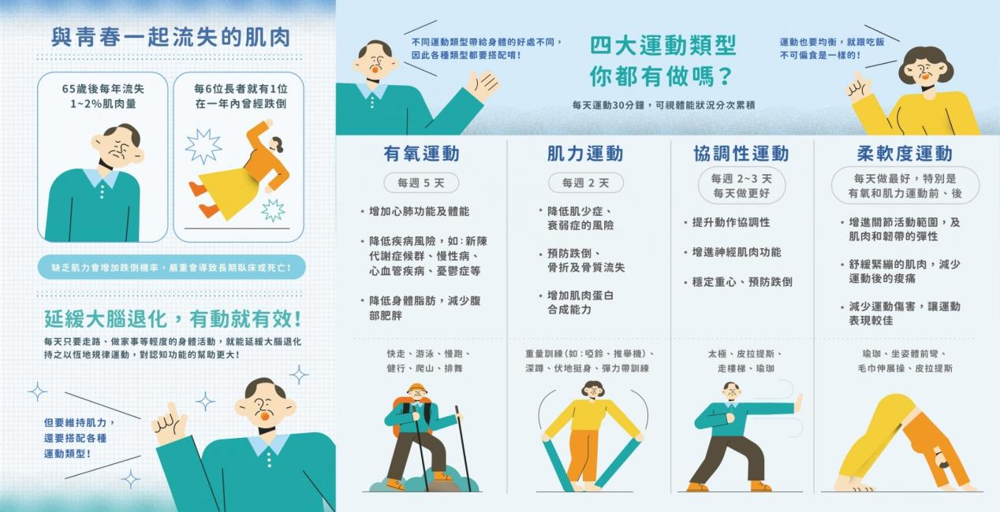 與青春一起流失的肌肉
65歲後每年流失
1~2%肌肉量
每6位長者就有1位
在一年內曾經跌倒
缺乏肌力會增加跌倒機率，嚴重會導致長期臥床或死亡！
延緩大腦退化，有動就有效！
每天只要走路、做家事等輕度的身體活動，就能延緩大腦退化
持之以恆地規律運動，對認知功能的幫助更大！
但要維持肌力，
還要搭配各種
運動類型！
不同運動類型帶給身體的好處不同，
因此各種類型都要搭配唷！
四大運動類型
你都有做嗎？
每天運動30分鐘，可視體能狀況分次累積
運動也要均衡，就跟吃飯
不可偏食是一樣的！
有氧運動
每週 5 天
• 增加心肺功能及體能
• 降低疾病風險，如：新陳
代謝症候群、慢性病、
心血管疾病、憂鬱症等
• 降低身體脂肪，減少腹
部肥胖
快走、游泳、慢跑、
健行、爬山、排舞
肌力運動
每週 2 天
• 降低肌少症、
衰弱症的風險
• 預防跌倒、
骨折及骨質流失
• 增加肌肉蛋白
合成能力
重量訓練(如：啞鈴、推舉機)、
深蹲、伏地挺身、彈力帶訓練
協調性運動
每週 2~3 天
每天做更好
• 提升動作協調性
• 增進神經肌肉功能
• 穩定重心、預防跌倒
太極、皮拉提斯、
走樓梯、瑜珈
柔軟度運動
每天做最好，特別是
有氧和肌力運動前、後
• 增進關節活動範圍，及
肌肉和韌帶的彈性
• 舒緩緊繃的肌肉，減少
運動後的痠痛
• 減少運動傷害，讓運動
表現較佳
瑜珈、坐姿體前彎、
毛巾伸展操、皮拉提斯